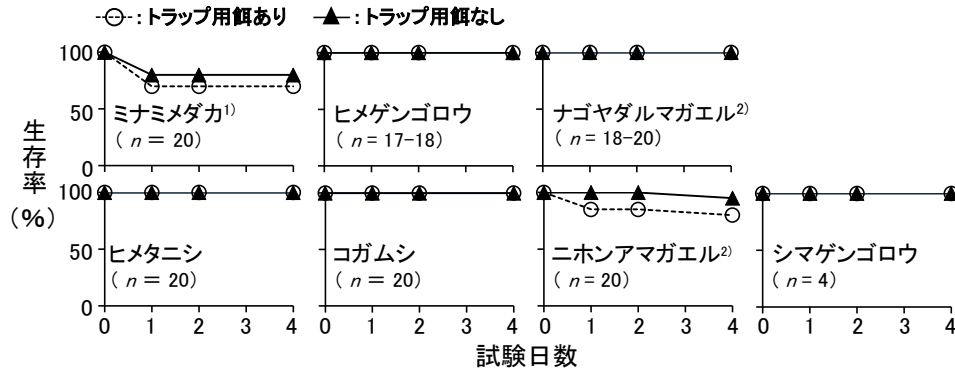 ○：トラップ用餌あり ▲：トラップ用餌なし
100
50
0
ミナミメダカ1)
( n = 20)
ヒメゲンゴロウ
( n = 17-18)
ナゴヤダルマガエル2)
( n = 18-20)
生存率
(%)
100
50
0
ヒメタニシ
( n = 20)
コガムシ
( n = 20)
ニホンアマガエル2)
( n = 20)
シマゲンゴロウ
( n = 4)
0 1 2 3 4 0 1 2 3 4 0 1 2 3 4 0 1 2 3 4
試験日数